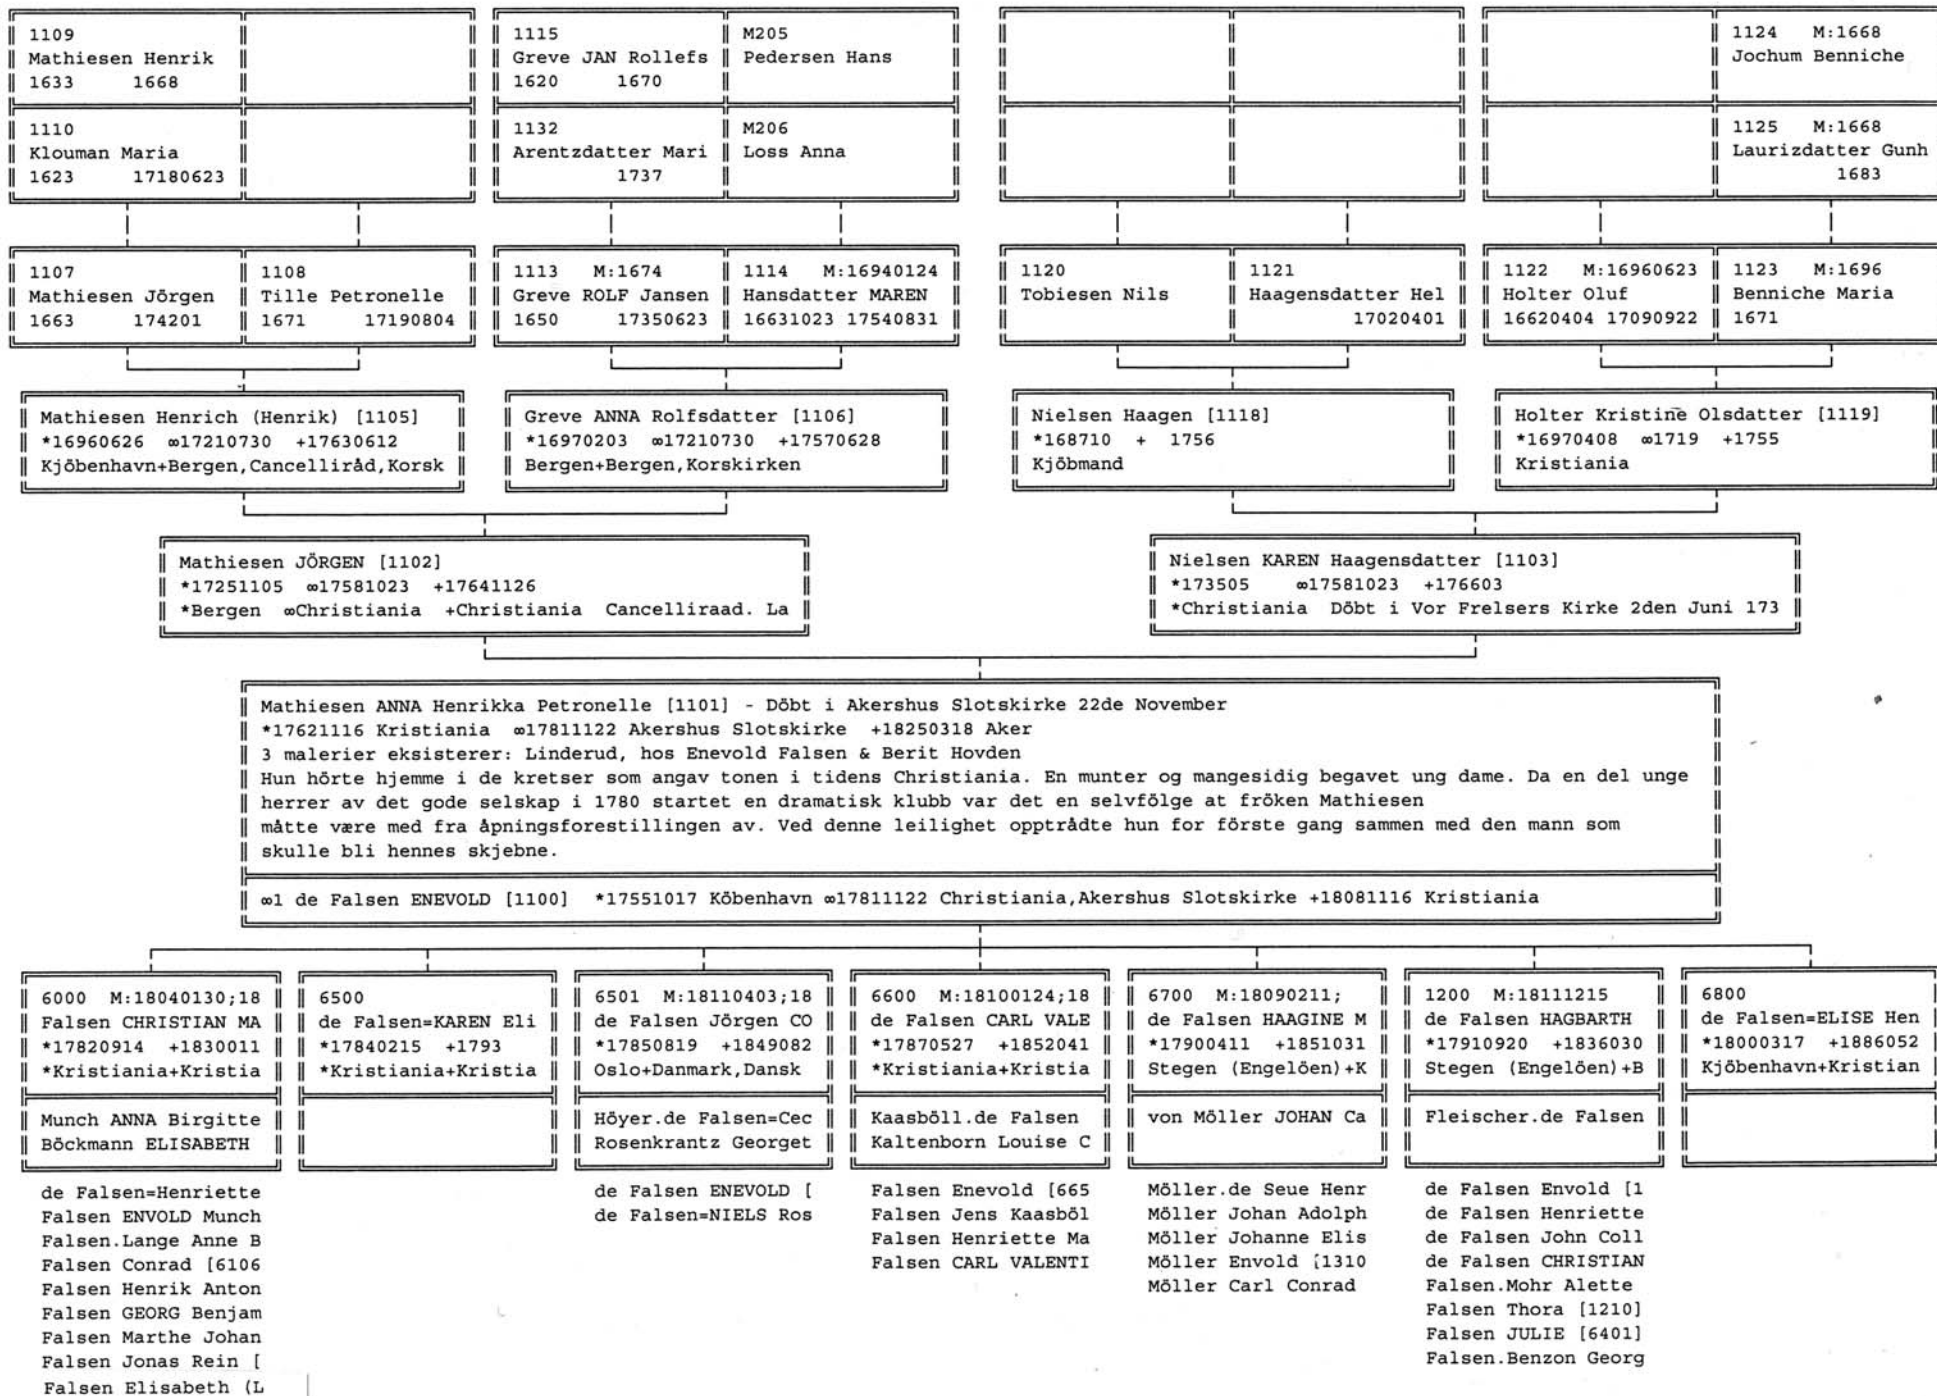 1109
Mathiesen Henrik
1633 1668
1115
Greve JAN Rollefs
1620 1670
M205
Pedersen Hans
1124 M:1668
Jochum Benniche
1110
Klouman Maria
1623 17180623
1132
Arentzdatter Mari
1737
M206
Loss Anna
1125 M:1668
Laurizdatter Gunh
1683
1107
Mathiesen Jörgen
1663 174201
1108
Tille Petronelle
1671 17190804
1113 M:1674
Greve ROLF Jansen
1650 17350623
1114 M:16940124
Hansdatter MAREN
16631023 17540831
1120
Tobiesen Nils
1121
Haagensdatter Hel
17020401
1122 M:16960623
Holter Oluf
16620404 17090922
1123 M:1696
Benniche Maria
1671
Mathiesen Henrich (Henrik) [1105]
*16960626 ∞17210730 +17630612
Kjöbenhavn+Bergen,Cancelliråd,Korsk
Greve ANNA Rolfsdatter [1106]
*16970203 ∞17210730 +17570628
Bergen+Bergen,Korskirken
Nielsen Haagen [1118]
*168710 + 1756
Kjöbmand
Holter Kristine Olsdatter [1119]
*16970408 ∞1719 +1755
Kristiania
Mathiesen JÖRGEN [1102]
*17251105 ∞17581023 +17641126
*Bergen ∞Christiania +Christiania Cancelliraad. La
Nielsen KAREN Haagensdatter [1103]
*173505 ∞17581023 +176603
*Christiania Döbt i Vor Frelsers Kirke 2den Juni 173
Mathiesen ANNA Henrikka Petronelle [1101] - Döbt i Akershus Slotskirke 22de November
*17621116 Kristiania ∞17811122 Akershus Slotskirke +18250318 Aker
3 malerier eksisterer: Linderud, hos Enevold Falsen & Berit Hovden
Hun hörte hjemme i de kretser som angav tonen i tidens Christiania. En munter og mangesidig begavet ung dame. Da en del unge
herrer av det gode selskap i 1780 startet en dramatisk klubb var det en selvfölge at fröken Mathiesen
måtte være med fra åpningsforestillingen av. Ved denne leilighet opptrådte hun for förste gang sammen med den mann som
skulle bli hennes skjebne.
∞1 de Falsen ENEVOLD [1100] *17551017 Köbenhavn ∞17811122 Christiania,Akershus Slotskirke +18081116 Kristiania
6000 M:18040130;18
Falsen CHRISTIAN MA
*17820914 +1830011
*Kristiania+Kristia
Munch ANNA Birgitte
Böckmann ELISABETH
de Falsen=Henriette
Falsen ENVOLD Munch
Falsen.Lange Anne B
Falsen Conrad [6106
Falsen Henrik Anton
Falsen GEORG Benjam
Falsen Marthe Johan
Falsen Jonas Rein [
Falsen Elisabeth (L
6500
de Falsen=KAREN Eli
*17840215 +1793
*Kristiania+Kristia
6501 M:18110403;18
de Falsen Jörgen CO
*17850819 +1849082
Oslo+Danmark,Dansk
Höyer.de Falsen=Cec
Rosenkrantz Georget
de Falsen ENEVOLD [
de Falsen=NIELS Ros
6600 M:18100124;18
de Falsen CARL VALE
*17870527 +1852041
*Kristiania+Kristia
Kaasböll.de Falsen
Kaltenborn Louise C
Falsen Enevold [665
Falsen Jens Kaasböl
Falsen Henriette Ma
Falsen CARL VALENTI
6700 M:18090211;
de Falsen HAAGINE M
*17900411 +1851031
Stegen (Engelöen)+K
von Möller JOHAN Ca
Möller.de Seue Henr
Möller Johan Adolph
Möller Johanne Elis
Möller Envold [1310
Möller Carl Conrad
1200 M:18111215
de Falsen HAGBARTH
*17910920 +1836030
Stegen (Engelöen)+B
Fleischer.de Falsen
de Falsen Envold [1
de Falsen Henriette
de Falsen John Coll
de Falsen CHRISTIAN
Falsen.Mohr Alette
Falsen Thora [1210]
Falsen JULIE [6401]
Falsen.Benzon Georg
6800
de Falsen=ELISE Hen
*18000317 +1886052
Kjöbenhavn+Kristian